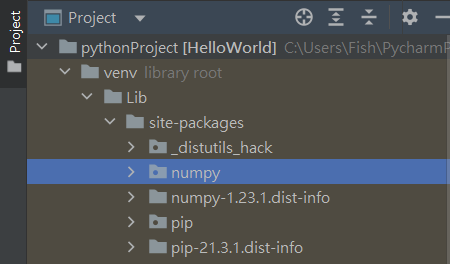 Project
Project
pythonProject [HelloWorld] C:\Users\Fish\PycharmP
venv library root
Lib
site-packages
_distutils_hack
numpy
numpy-1.23.1.dist-info
pip
pip-21.3.1.dist-info